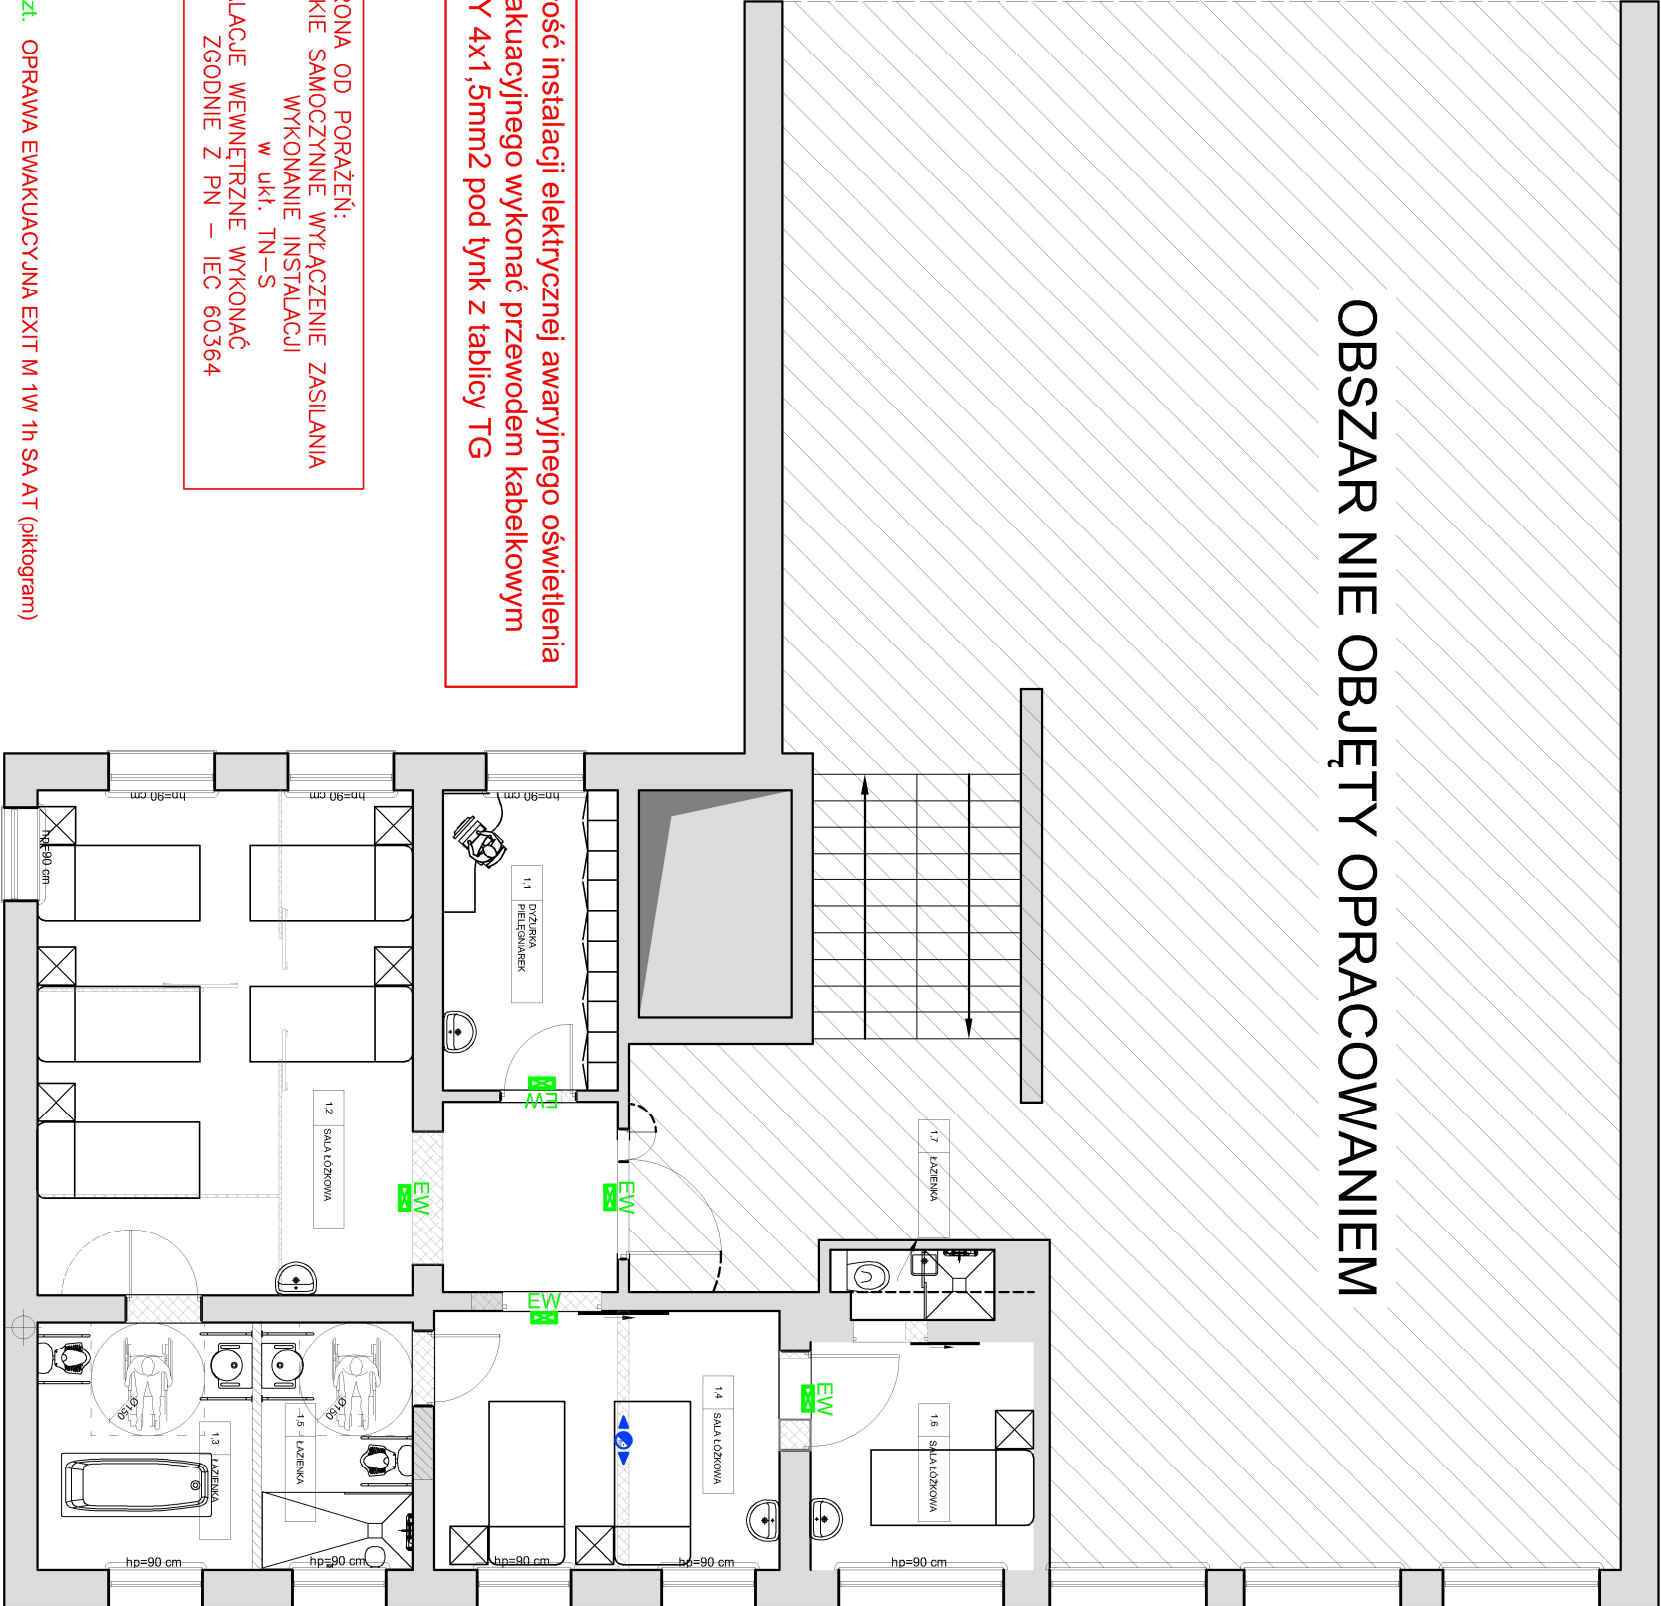 OBSZAR NIE OBJĘTY OPRACOWANIEM
rość instalacji elektrycznej awaryjnego oświetlenia
akuacyjnego wykonać przewodem kabelkowym
Y 4x1,5mm2 pod tynk z tablicy TG
RONA OD PORAŻEŃ:
KIE SAMOCZYNNE WYŁĄCZENIE ZASILANIA
WYKONANIE INSTALACJI
w ukł. TN-S
LACJE WEWNĘTRZNE WYKONAĆ
ZGODNIE Z PN - IEC 60364
zt. OPRAWA EWAKUACYJNA EXIT M 1W 1h SA AT (piktogram)
hp=90 cm
hp=90 cm
hp=90 cm
hp=90 cm
1,1 DYŻURKA
PIELĘGNIAREK
EW
1,2 SALA ŁÓŻKOWA
EW
EW
1,7 ŁAZIENKA
EW
1,4 SALA ŁÓŻKOWA
EW
1,6 SALA ŁÓŻKOWA
Ø150
Ø150
1,3 ŁAZIENKA
1,5 ŁAZIENKA
hp=90 cm
hp=90 cm
hp=90 cm
hp=90 cm
hp=90 cm